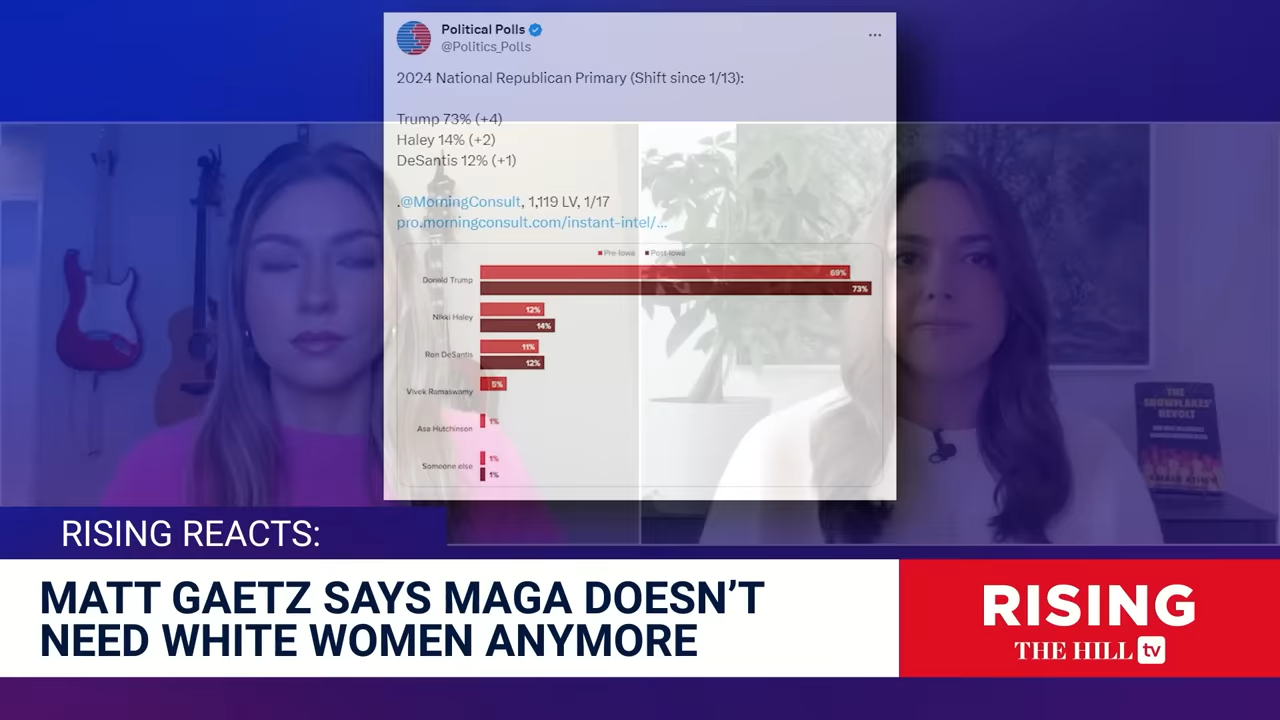 Political Polls
@Politics_Polls
2024 National Republican Primary (Shift since 1/13):
Trump 73% (+4)
Haley 14% (+2)
DeSantis 12% (+1)
.@MorningConsult, 1,119 LV, 1/17
pro.morningconsult.com/instant-intel/...
Pre-Iowa Post-Iowa
Donald Trump 69%
73%
Nikki Haley 12%
14%
Ron DeSantis 11%
12%
Vivek Ramaswamy 5%
Asa Hutchinson 1%
Someone else 1%
1%
THE
SNOWFLAKES'
REVOLT
RISING REACTS:
MATT GAETZ SAYS MAGA DOESN'T
NEED WHITE WOMEN ANYMORE
RISING
THE HILL tv